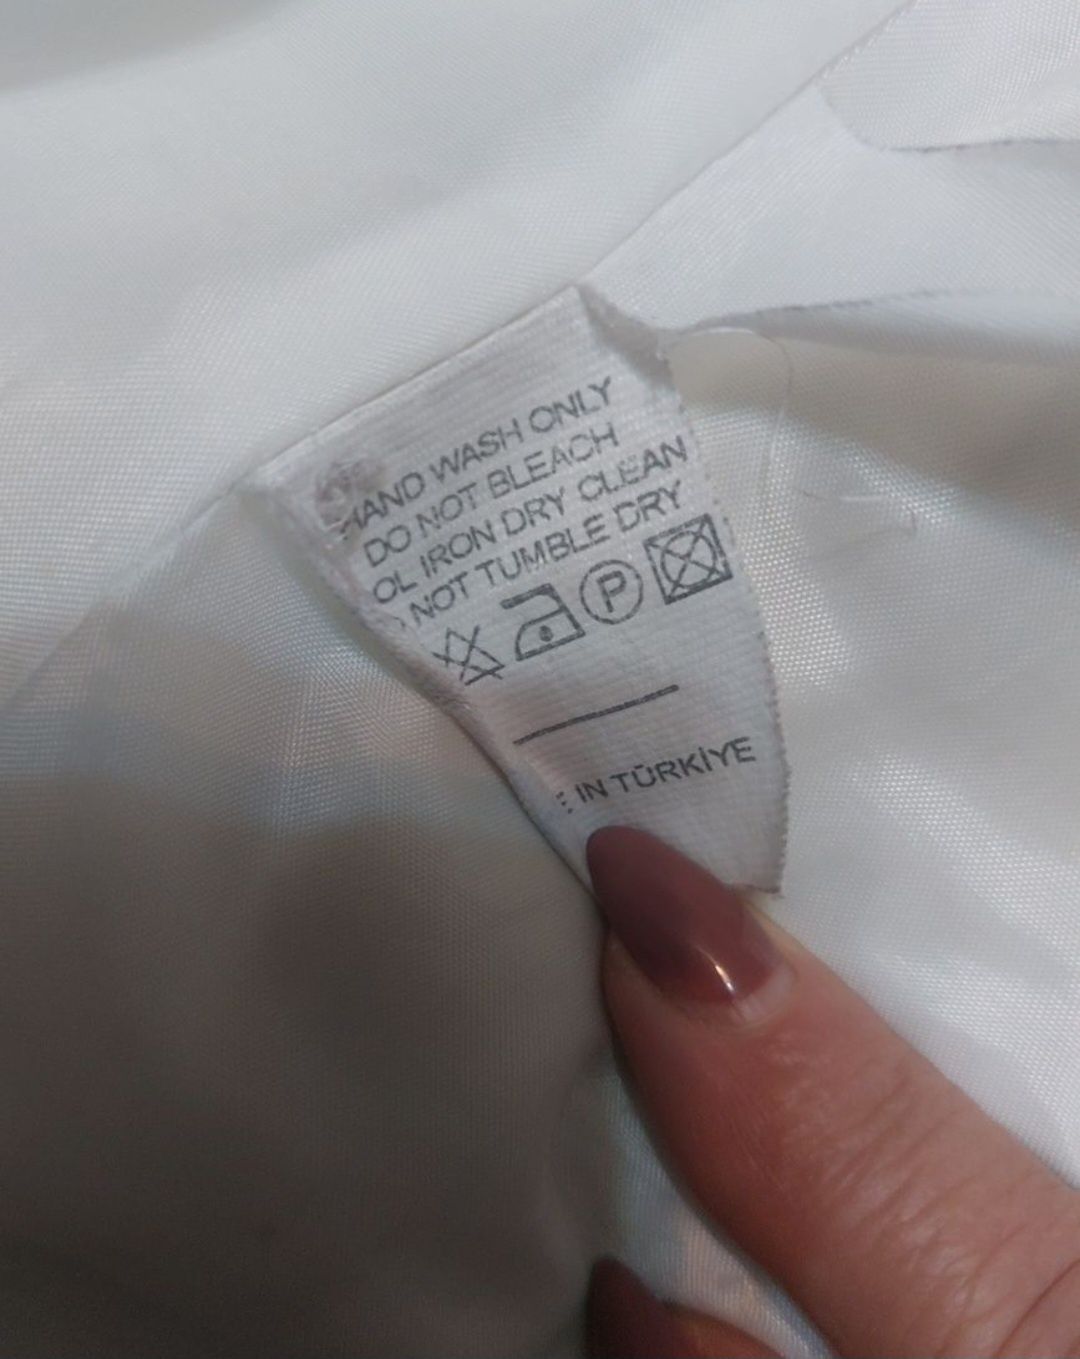 HAND WASH ONLY
DO NOT BLEACH
OL IRON DRY CLEAN
NOT TUMBLE DRY
P
E IN TÜRKİYE